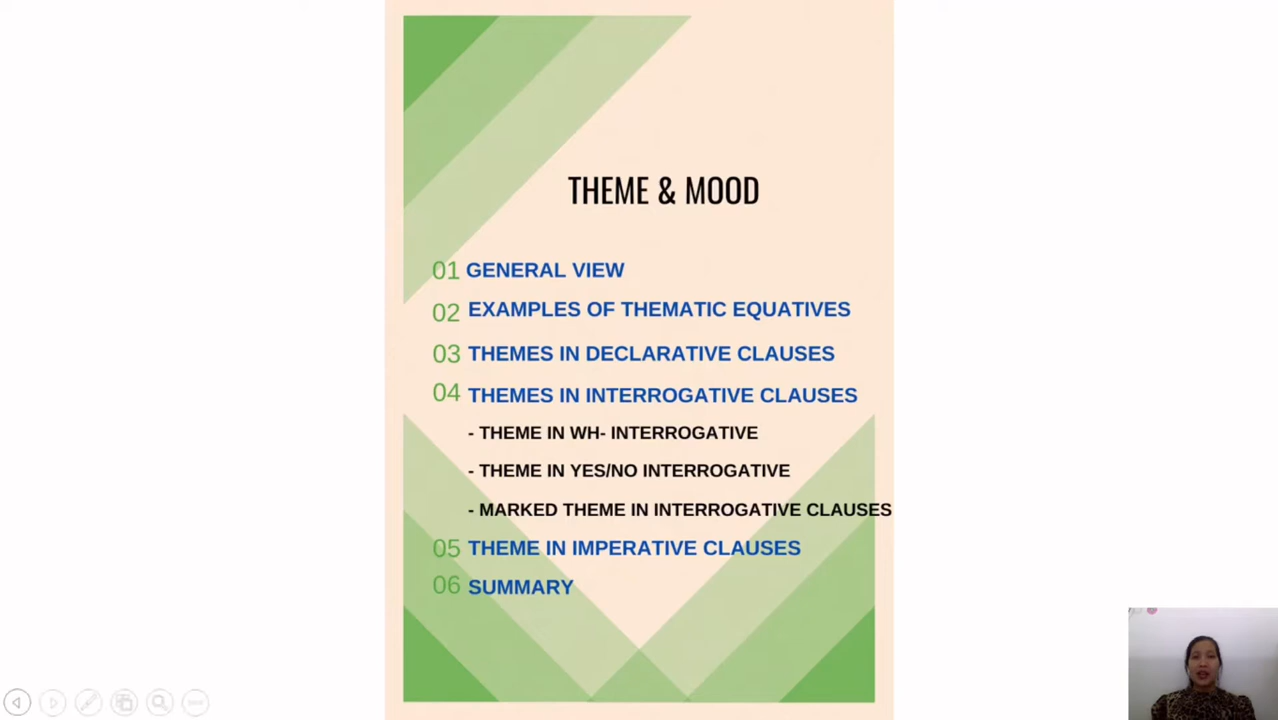 THEME & MOOD
01 GENERAL VIEW
02 EXAMPLES OF THEMATIC EQUATIVES
03 THEMES IN DECLARATIVE CLAUSES
04 THEMES IN INTERROGATIVE CLAUSES
- THEME IN WH- INTERROGATIVE
- THEME IN YES/NO INTERROGATIVE
- MARKED THEME IN INTERROGATIVE CLAUSES
05 THEME IN IMPERATIVE CLAUSES
06 SUMMARY